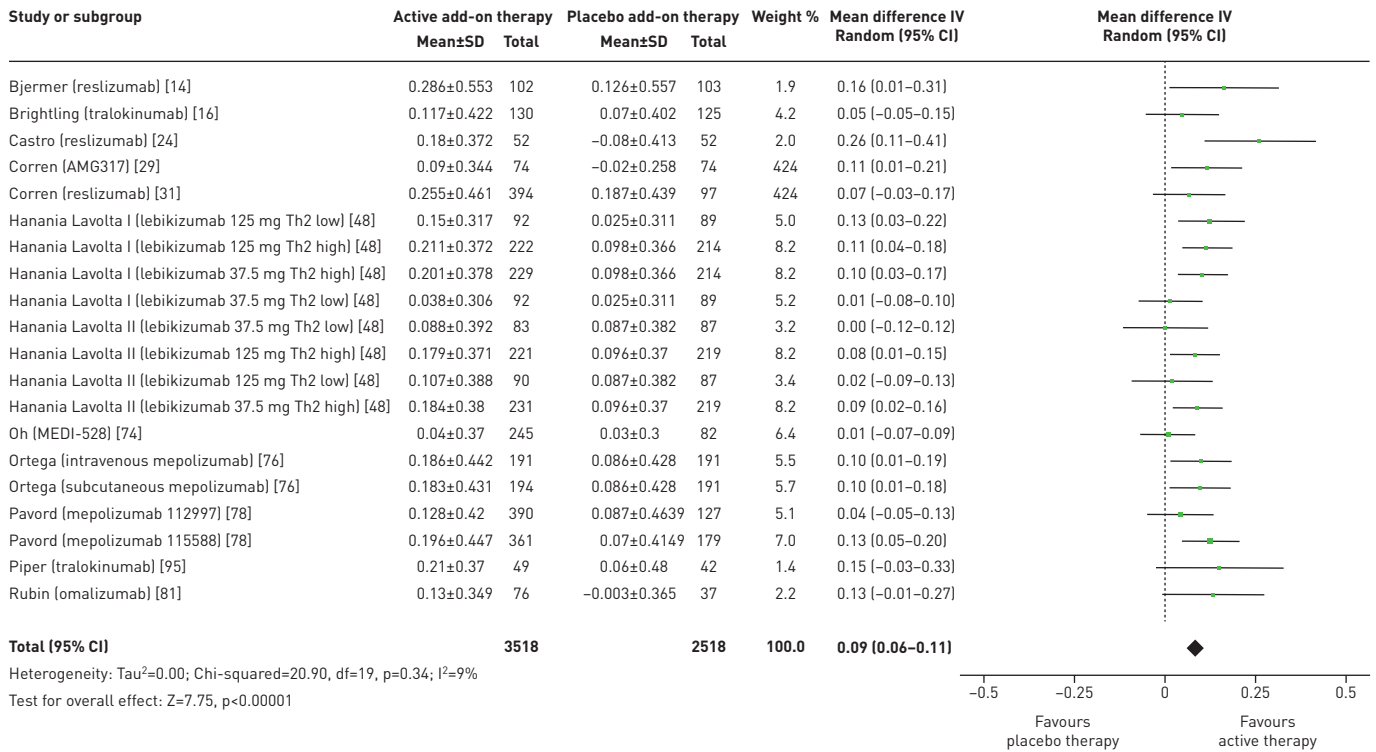 Study or subgroup Active add-on therapy Placebo add-on therapy Weight % Mean difference IV Mean difference IV
Mean±SD Total Mean±SD Total Random (95% CI) Random (95% CI)
Bjermer (reslizumab) [14] 0.286±0.553 102 0.126±0.557 103 1.9 0.16 (0.01–0.31)
Brightling (tralokinumab) [16] 0.117±0.422 130 0.07±0.402 125 4.2 0.05 (−0.05–0.15)
Castro (reslizumab) [24] 0.18±0.372 52 −0.08±0.413 52 2.0 0.26 (0.11–0.41)
Corren (AMG317) [29] 0.09±0.344 74 −0.02±0.258 74 424 0.11 (0.01–0.21)
Corren (reslizumab) [31] 0.255±0.461 394 0.187±0.439 97 424 0.07 (−0.03–0.17)
Hanania Lavolta I (lebikizumab 125 mg Th2 low) [48] 0.15±0.317 92 0.025±0.311 89 5.0 0.13 (0.03–0.22)
Hanania Lavolta I (lebikizumab 125 mg Th2 high) [48] 0.211±0.372 222 0.098±0.366 214 8.2 0.11 (0.04–0.18)
Hanania Lavolta I (lebikizumab 37.5 mg Th2 high) [48] 0.201±0.378 229 0.098±0.366 214 8.2 0.10 (0.03–0.17)
Hanania Lavolta I (lebikizumab 37.5 mg Th2 low) [48] 0.038±0.306 92 0.025±0.311 89 5.2 0.01 (−0.08–0.10)
Hanania Lavolta II (lebikizumab 37.5 mg Th2 low) [48] 0.088±0.392 83 0.087±0.382 87 3.2 0.00 (−0.12–0.12)
Hanania Lavolta II (lebikizumab 125 mg Th2 high) [48] 0.179±0.371 221 0.096±0.37 219 8.2 0.08 (0.01–0.15)
Hanania Lavolta II (lebikizumab 125 mg Th2 low) [48] 0.107±0.388 90 0.087±0.382 87 3.4 0.02 (−0.09–0.13)
Hanania Lavolta II (lebikizumab 37.5 mg Th2 high) [48] 0.184±0.38 231 0.096±0.37 219 8.2 0.09 (0.02–0.16)
Oh (MEDI-528) [74] 0.04±0.37 245 0.03±0.3 82 6.4 0.01 (−0.07–0.09)
Ortega (intravenous mepolizumab) [76] 0.186±0.442 191 0.086±0.428 191 5.5 0.10 (0.01–0.19)
Ortega (subcutaneous mepolizumab) [76] 0.183±0.431 194 0.086±0.428 191 5.7 0.10 (0.01–0.18)
Pavord (mepolizumab 112997) [78] 0.128±0.42 390 0.087±0.4639 127 5.1 0.04 (−0.05–0.13)
Pavord (mepolizumab 115588) [78] 0.196±0.447 361 0.07±0.4149 179 7.0 0.13 (0.05–0.20)
Piper (tralokinumab) [95] 0.21±0.37 49 0.06±0.48 42 1.4 0.15 (−0.03–0.33)
Rubin (omalizumab) [81] 0.13±0.349 76 −0.003±0.365 37 2.2 0.13 (−0.01–0.27)
Total (95% CI) 3518 2518 100.0 0.09 (0.06–0.11)
Heterogeneity: Tau²=0.00; Chi-squared=20.90, df=19, p=0.34; I²=9%
Test for overall effect: Z=7.75, p<0.00001
−0.5 −0.25 0 0.25 0.5
Favours Favours
placebo therapy active therapy